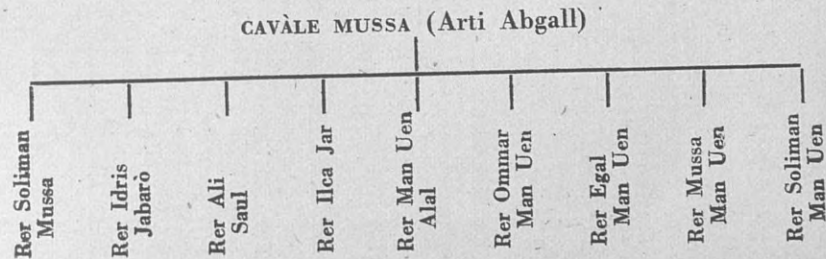 CAVÀLE MUSSA (Arti Abgall)
Rer Soliman
Mussa
Rer Idris
Jabarò
Rer Ali
Saul
Rer Ilca Jar
Rer Man Uen
Alal
Rer Ommar
Man Uen
Rer Egal
Man Uen
Rer Mussa
Man Uen
Rer Soliman
Man Uen